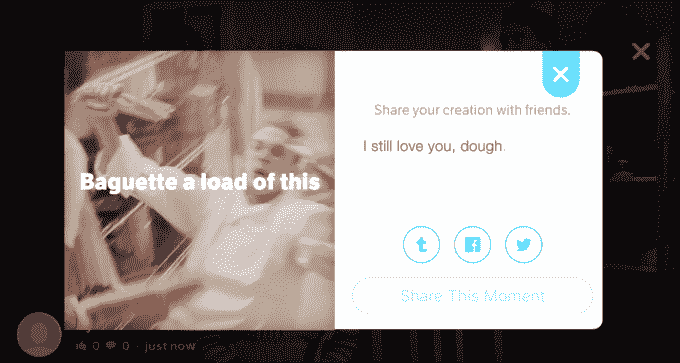 Baguette a load of this
Share your creation with friends.
I still love you, dough.
Share This Moment
0 0 · just now